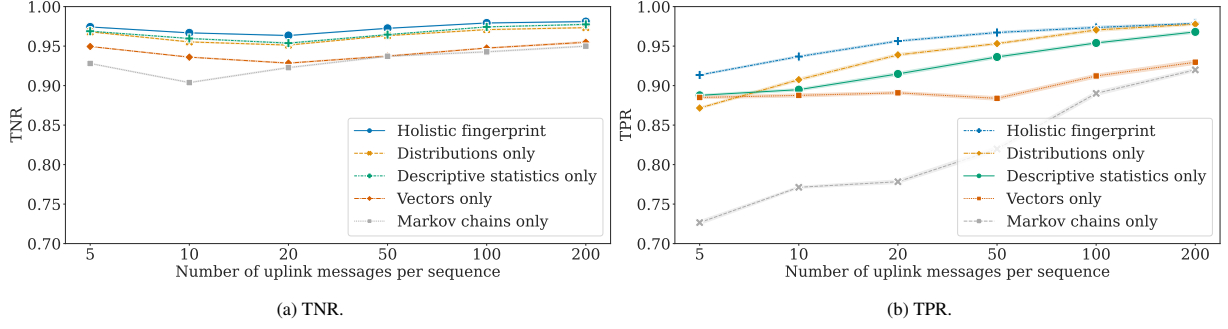 1.00
0.95
0.90
0.85
0.80
0.75
0.70
TNR
5 10 20 50 100 200
Number of uplink messages per sequence
Holistic fingerprint
Distributions only
Descriptive statistics only
Vectors only
Markov chains only
(a) TNR.
1.00
0.95
0.90
0.85
0.80
0.75
0.70
TPR
5 10 20 50 100 200
Number of uplink messages per sequence
Holistic fingerprint
Distributions only
Descriptive statistics only
Vectors only
Markov chains only
(b) TPR.